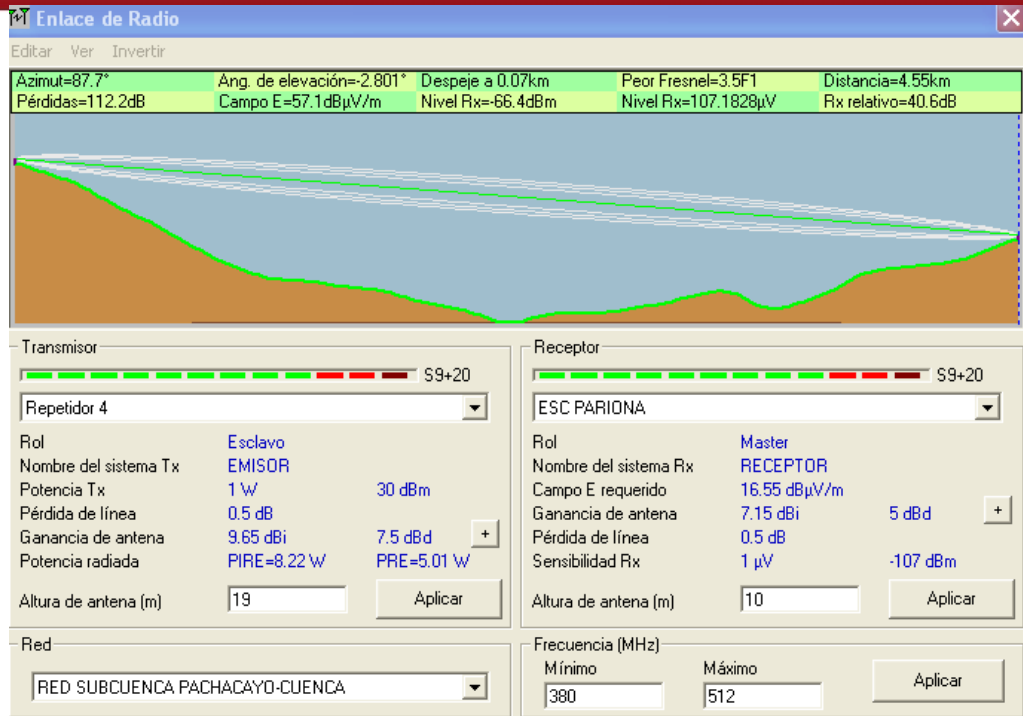 Enlace de Radio
Editar Ver Invertir
Azimut=87.7° Ang. de elevación=-2.801° Despeje a 0.07km Peor Fresnel=3.5F1 Distancia=4.55km
Pérdidas=112.2dB Campo E=57.1dBµV/m Nivel Rx=-66.4dBm Nivel Rx=107.1828µV Rx relativo=40.6dB
Transmisor
S9+20
Repetidor 4
Rol Esclavo
Nombre del sistema Tx EMISOR
Potencia Tx 1 W 30 dBm
Pérdida de línea 0.5 dB
Ganancia de antena 9.65 dBi 7.5 dBd +
Potencia radiada PIRE=8.22 W PRE=5.01 W
Altura de antena (m) 19 Aplicar
Receptor
S9+20
ESC PARIONA
Rol Master
Nombre del sistema Rx RECEPTOR
Campo E requerido 16.55 dBµV/m
Ganancia de antena 7.15 dBi 5 dBd +
Pérdida de línea 0.5 dB
Sensibilidad Rx 1 µV -107 dBm
Altura de antena (m) 10 Aplicar
Red
RED SUBCUENCA PACHACAYO-CUENCA
Frecuencia (MHz)
Mínimo Máximo
380 512 Aplicar